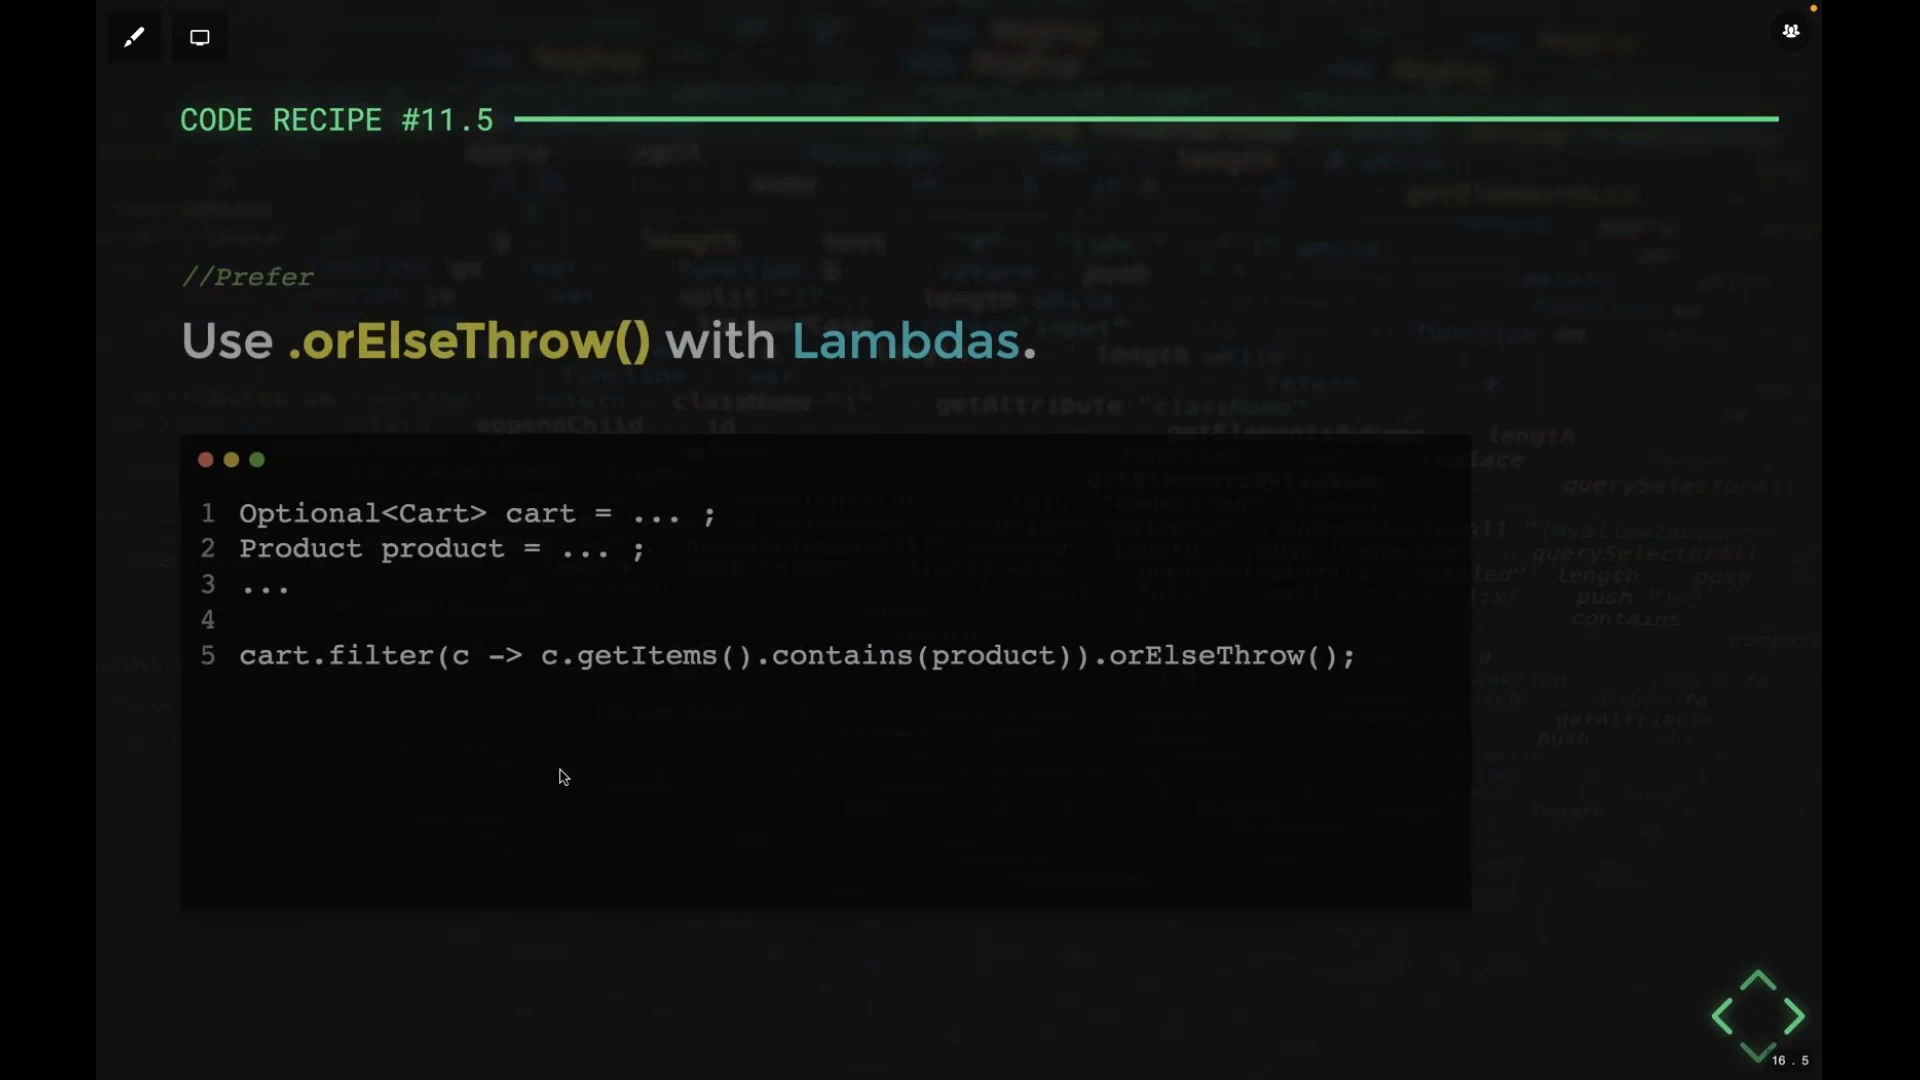 CODE RECIPE #11.5
//Prefer
Use .orElseThrow() with Lambdas.
1 Optional<Cart> cart = ... ;
2 Product product = ... ;
3 ...
4
5 cart.filter(c -> c.getItems().contains(product)).orElseThrow();
16 . 5